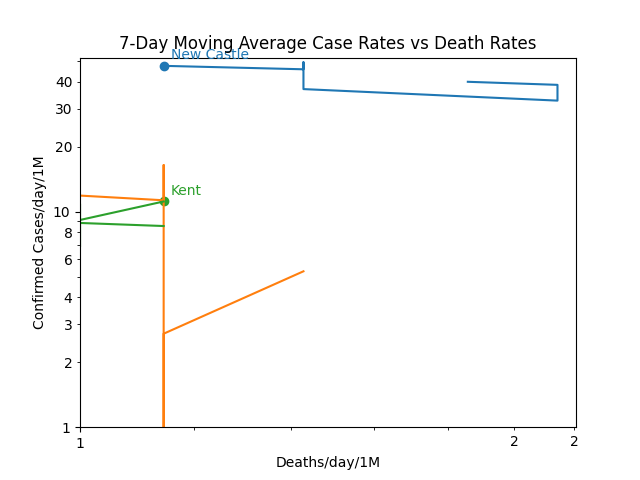 7-Day Moving Average Case Rates vs Death Rates
New Castle
Kent
Confirmed Cases/day/1M
40
30
20
10
8
6
4
3
2
1
1
2
2
Deaths/day/1M